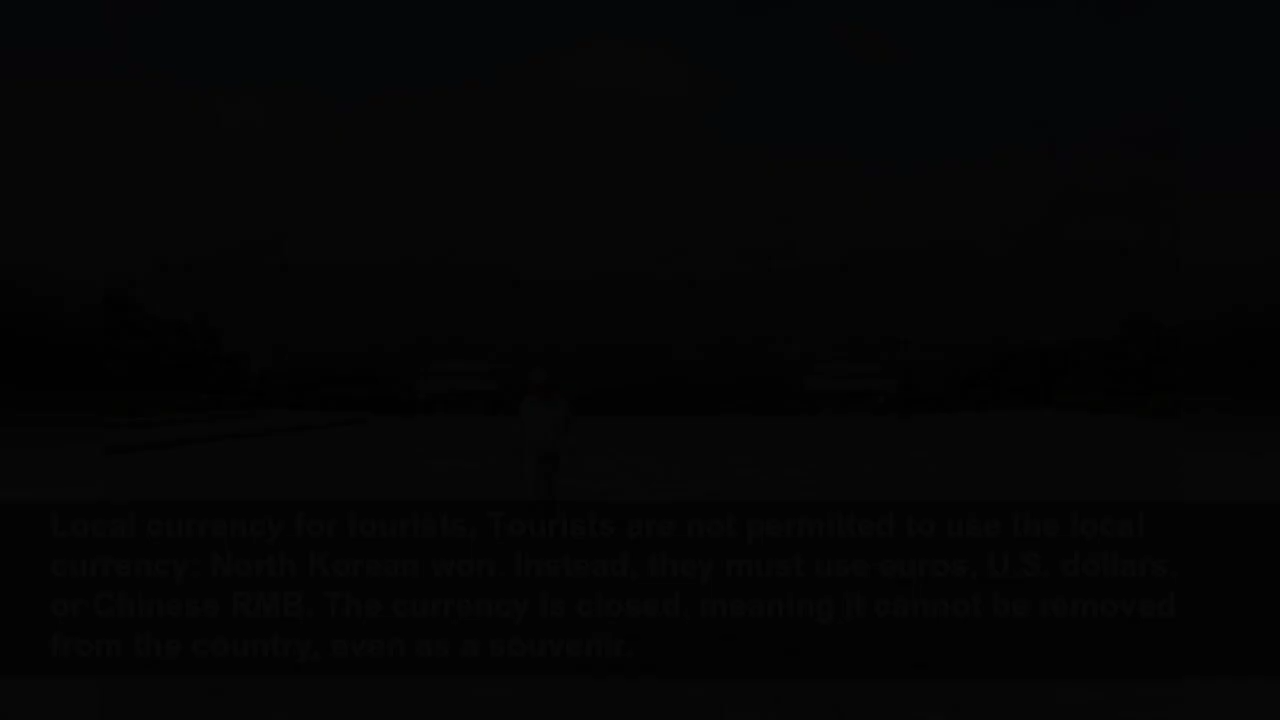 Local currency for tourists, Tourists are not permitted to use the local
currency; North Korean won. Instead, they must use euros, U.S. dollars,
or Chinese RMB. The currency is closed, meaning it cannot be removed
from the country, even as a souvenir.